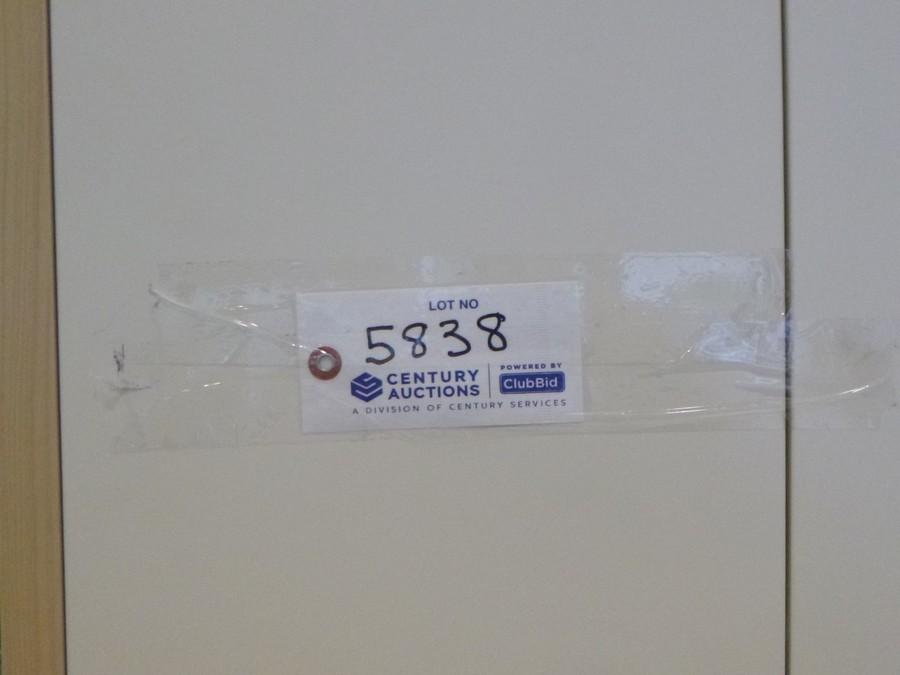 LOT NO
5838
CENTURY AUCTIONS
POWERED BY
ClubBid
A DIVISION OF CENTURY SERVICES